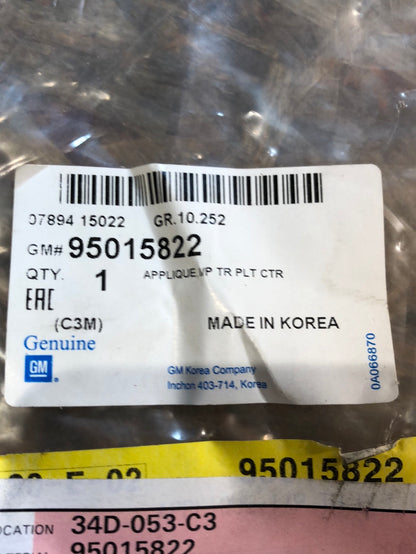 07894 15022 GR.10.252
GM# 95015822
QTY. 1 APPLIQUE, I/P TR PLT CTR
EAC
(C3M) MADE IN KOREA
Genuine
GM
GM Korea Company
Inchon 403-714, Korea
0A066870
95015822
OCATION 34D-053-C3
95015822